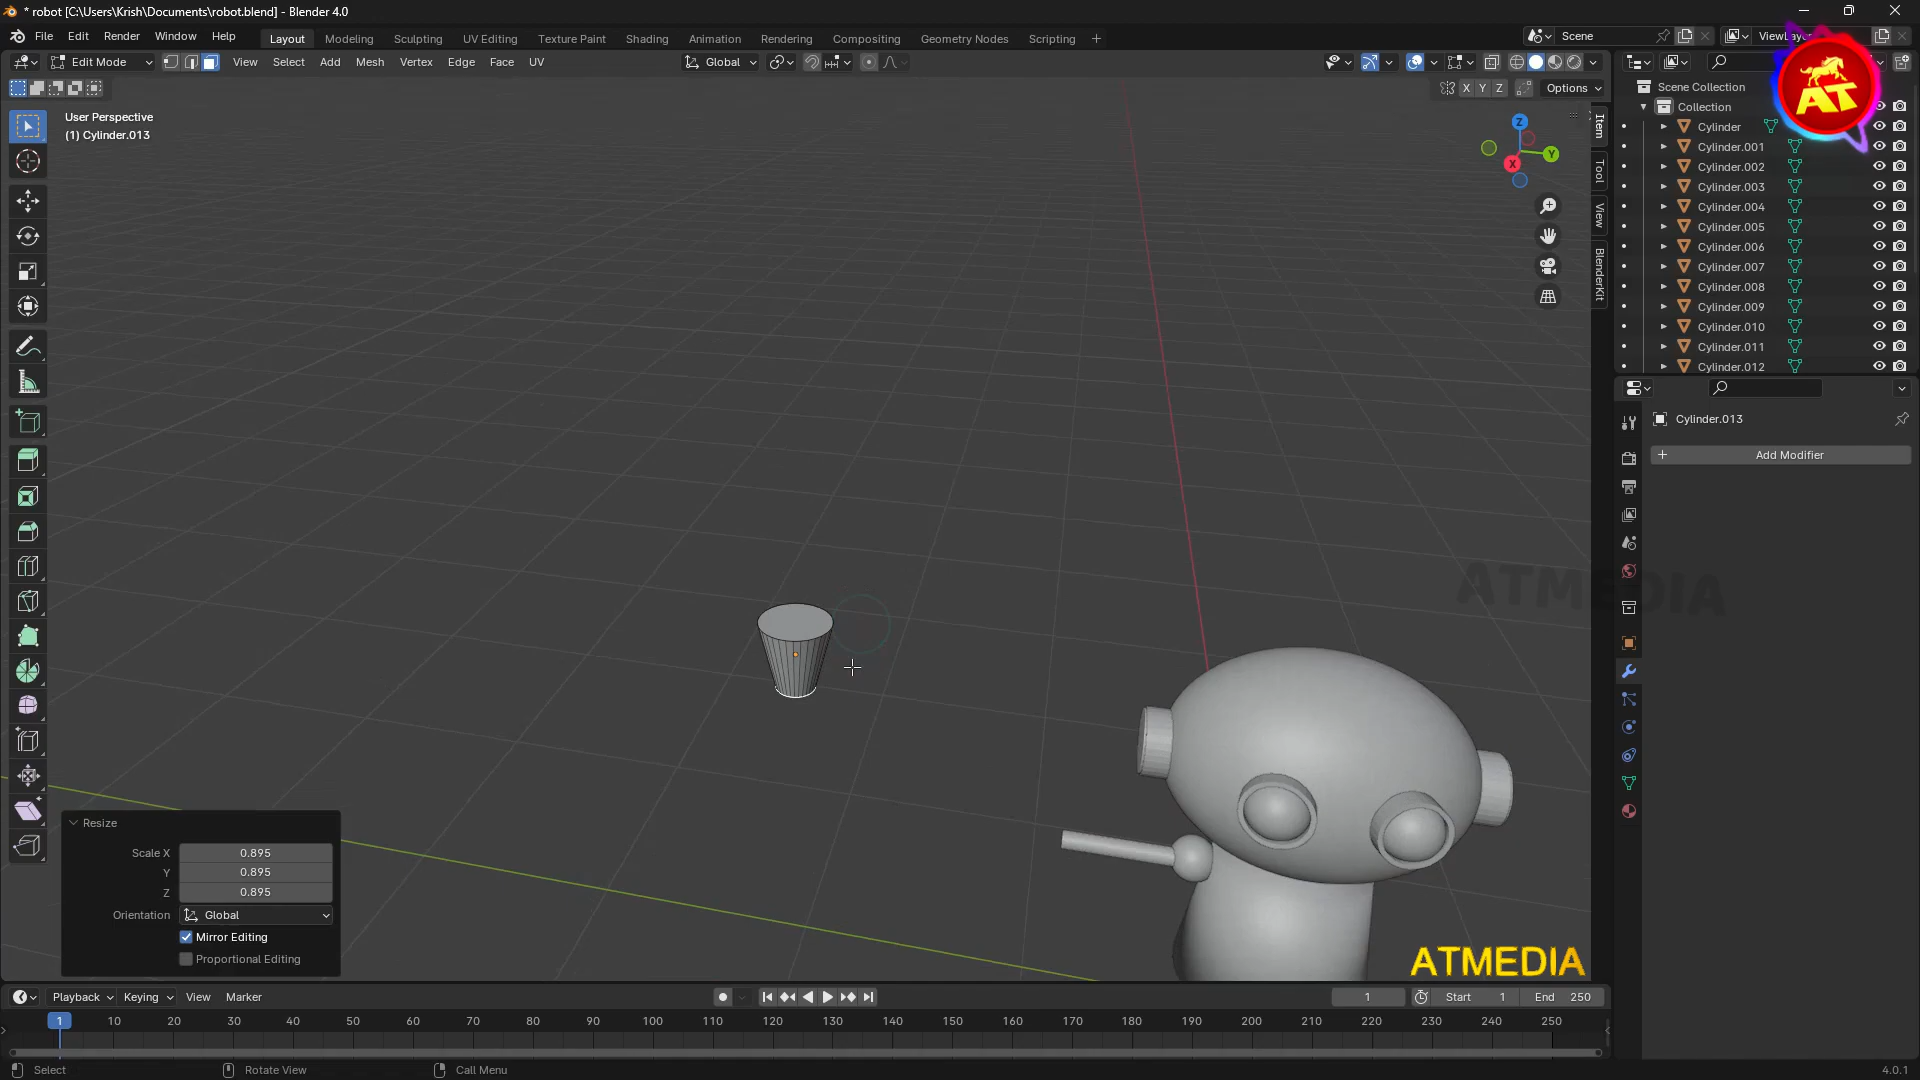 * robot [C:\Users\Krish\Documents\robot.blend] - Blender 4.0
File Edit Render Window Help Layout Modeling Sculpting UV Editing Texture Paint Shading Animation Rendering Compositing Geometry Nodes Scripting + Scene
Edit Mode View Select Add Mesh Vertex Edge Face UV Global
X Y Z Options
AT
User Perspective
(1) Cylinder.013
Z
Y
X
Item
Tool
View
BlenderKit
Scene Collection
Collection
Cylinder
Cylinder.001
Cylinder.002
Cylinder.003
Cylinder.004
Cylinder.005
Cylinder.006
Cylinder.007
Cylinder.008
Cylinder.009
Cylinder.010
Cylinder.011
Cylinder.012
Cylinder.013
Add Modifier
ATMEDIA
Resize
Scale X 0.895
Y 0.895
Z 0.895
Orientation Global
Mirror Editing
Proportional Editing
ATMEDIA
Playback Keying View Marker 1 Start 1 End 250
1 10 20 30 40 50 60 70 80 90 100 110 120 130 140 150 160 170 180 190 200 210 220 230 240 250
Select Rotate View Call Menu 4.0.1